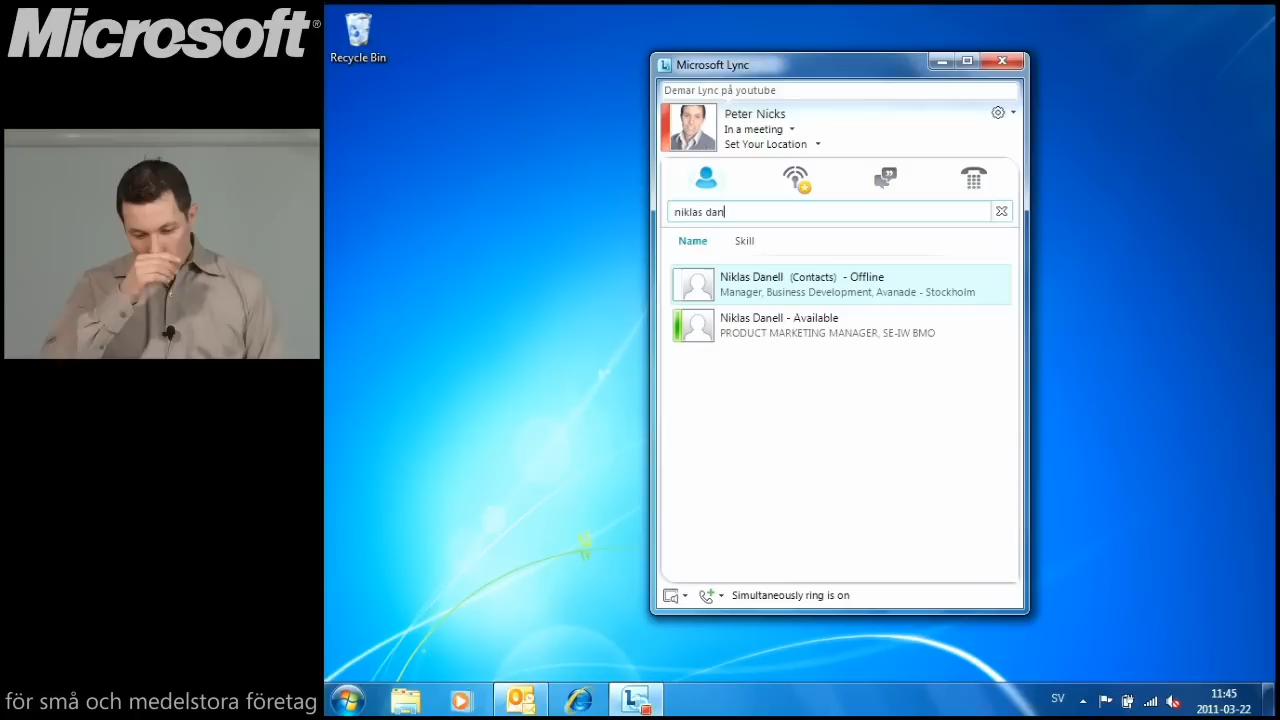 Microsoft®
för små och medelstora företag
Recycle Bin
Microsoft Lync
Demar Lync på youtube
Peter Nicks
In a meeting
Set Your Location
niklas dan
Name Skill
Niklas Danell (Contacts) - Offline
Manager, Business Development, Avanade - Stockholm
Niklas Danell - Available
PRODUCT MARKETING MANAGER, SE-IW BMO
Simultaneously ring is on
SV
11:45
2011-03-22